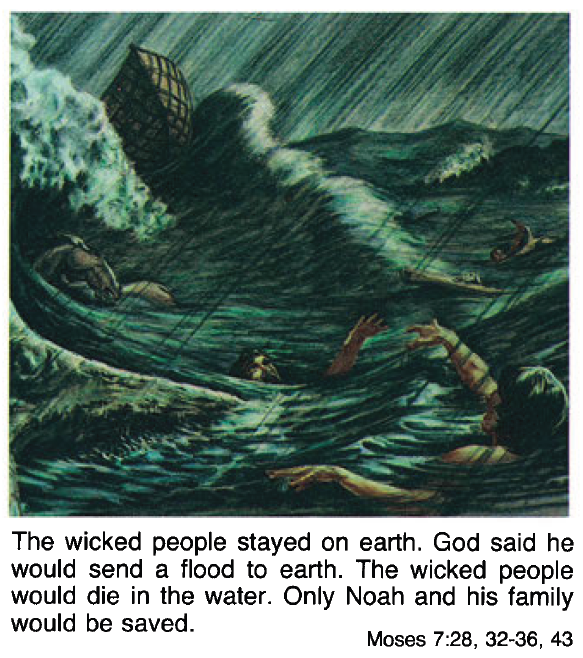 The wicked people stayed on earth. God said he
would send a flood to earth. The wicked people
would die in the water. Only Noah and his family
would be saved.
Moses 7:28, 32-36, 43